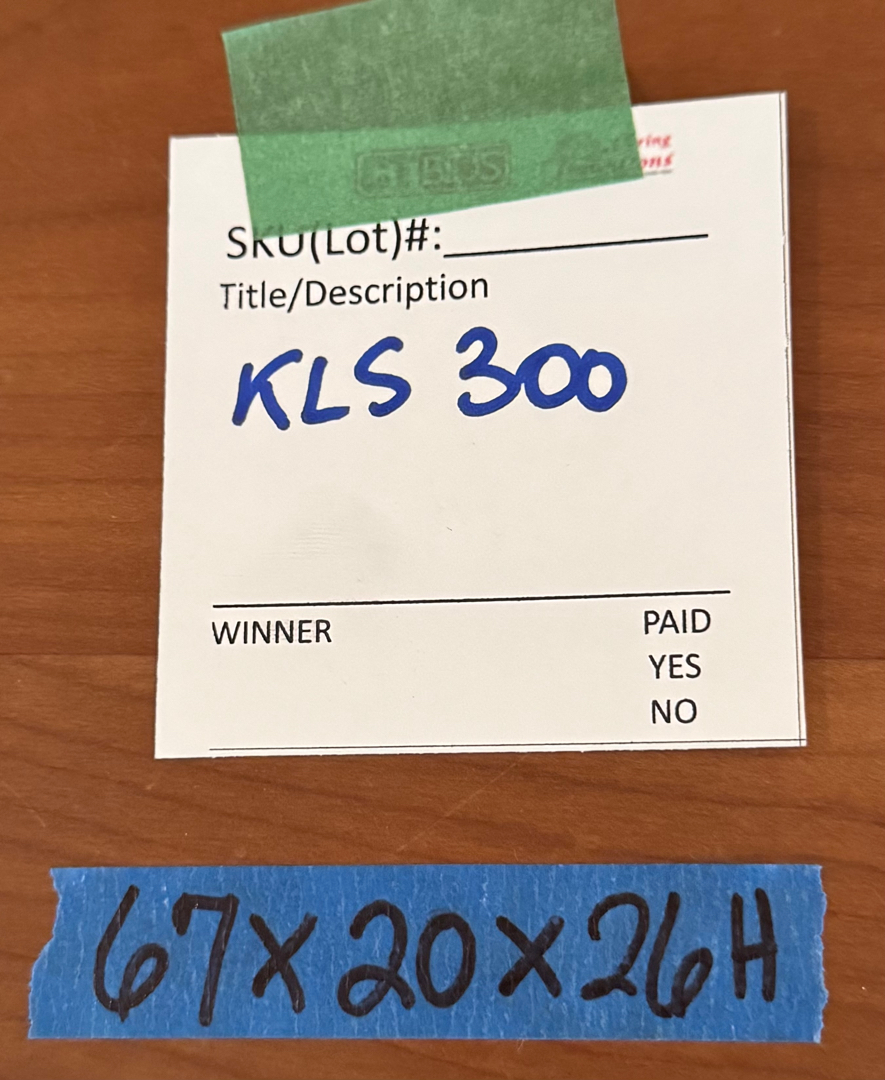 SKU(Lot)#:
Title/Description
KLS 300
WINNER
PAID
YES
NO
67X20X26H